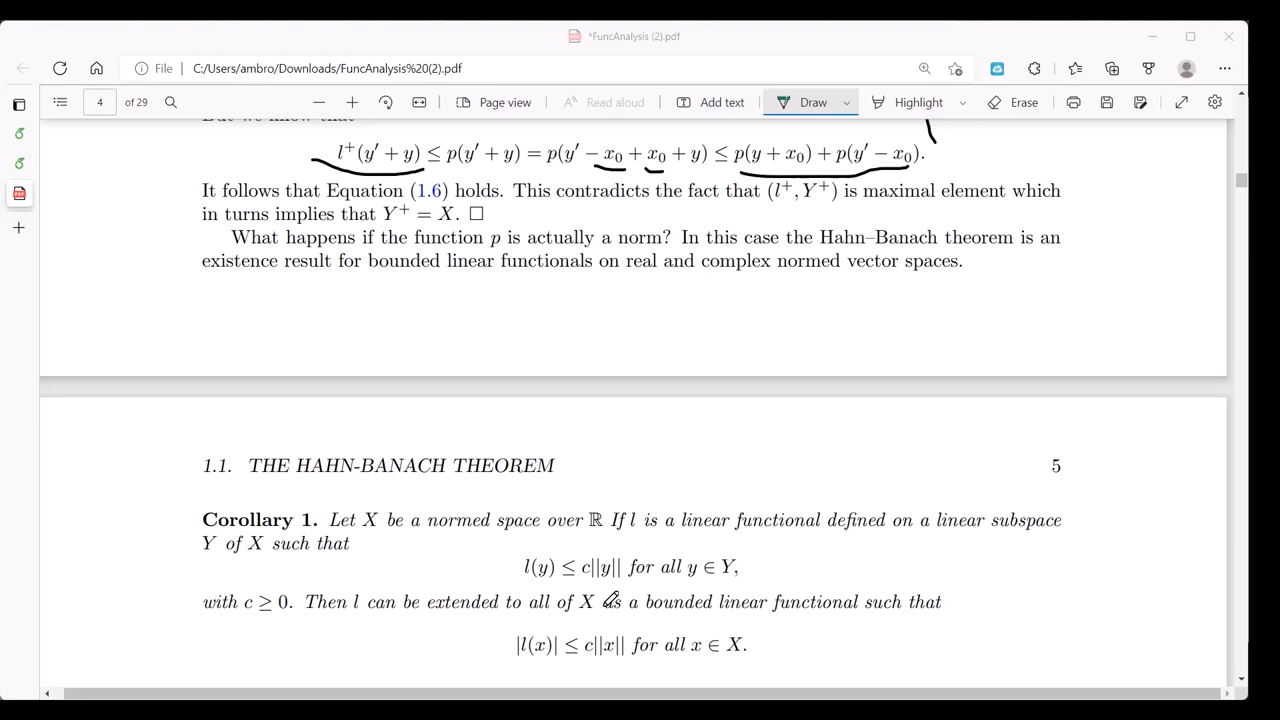 *FuncAnalysis (2).pdf
File | C:/Users/ambro/Downloads/FuncAnalysis%20(2).pdf
4 of 29 Page view Read aloud Add text Draw Highlight Erase
But we know that
l⁺(y′ + y) ≤ p(y′ + y) = p(y′ − x₀ + x₀ + y) ≤ p(y + x₀) + p(y′ − x₀).
It follows that Equation (1.6) holds. This contradicts the fact that (l⁺, Y⁺) is maximal element which
in turns implies that Y⁺ = X. □
What happens if the function p is actually a norm? In this case the Hahn–Banach theorem is an
existence result for bounded linear functionals on real and complex normed vector spaces.
1.1. THE HAHN-BANACH THEOREM 5
Corollary 1. Let X be a normed space over ℝ If l is a linear functional defined on a linear subspace
Y of X such that
l(y) ≤ c||y|| for all y ∈ Y,
with c ≥ 0. Then l can be extended to all of X as a bounded linear functional such that
|l(x)| ≤ c||x|| for all x ∈ X.